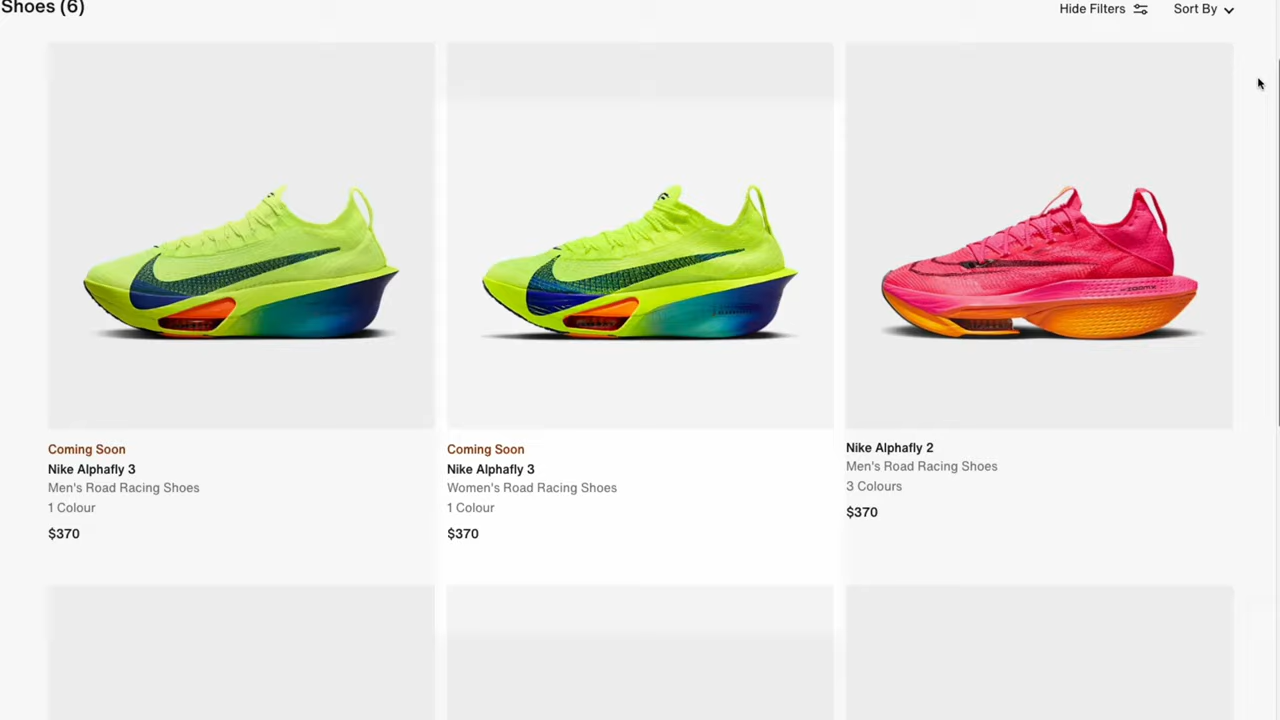 Shoes (6)
Hide Filters
Sort By
Coming Soon
Nike Alphafly 3
Men's Road Racing Shoes
1 Colour
$370
Coming Soon
Nike Alphafly 3
Women's Road Racing Shoes
1 Colour
$370
Nike Alphafly 2
Men's Road Racing Shoes
3 Colours
$370